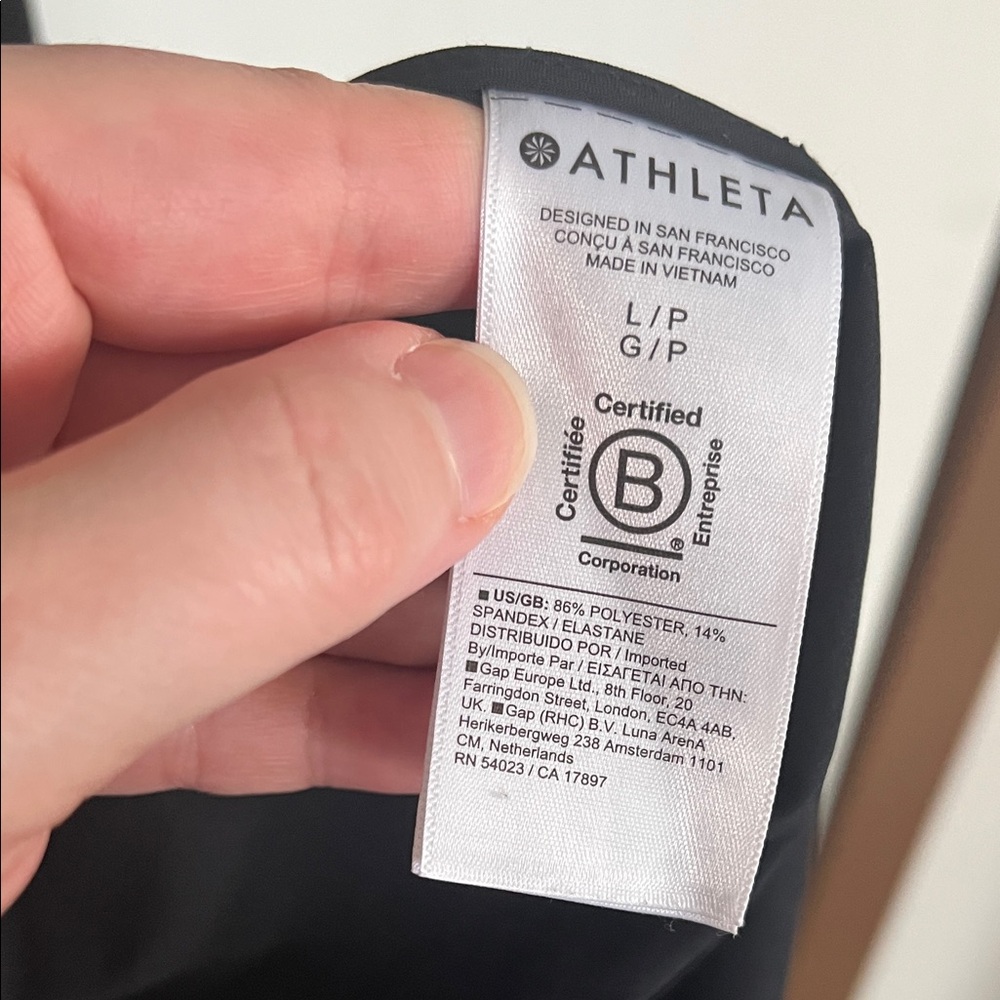 ATHLETA
DESIGNED IN SAN FRANCISCO
CONÇU À SAN FRANCISCO
MADE IN VIETNAM
L / P
G / P
Certified
Certifiée
B
Entreprise
®
Corporation
US/GB: 86% POLYESTER, 14%
SPANDEX / ELASTANE
DISTRIBUIDO POR / Imported
By/Importe Par / ΕΙΣΑΓΕΤΑΙ ΑΠΟ ΤΗΝ:
Gap Europe Ltd., 8th Floor, 20
Farringdon Street, London, EC4A 4AB,
UK. Gap (RHC) B.V. Luna ArenA
Herikerbergweg 238 Amsterdam 1101
CM, Netherlands
RN 54023 / CA 17897